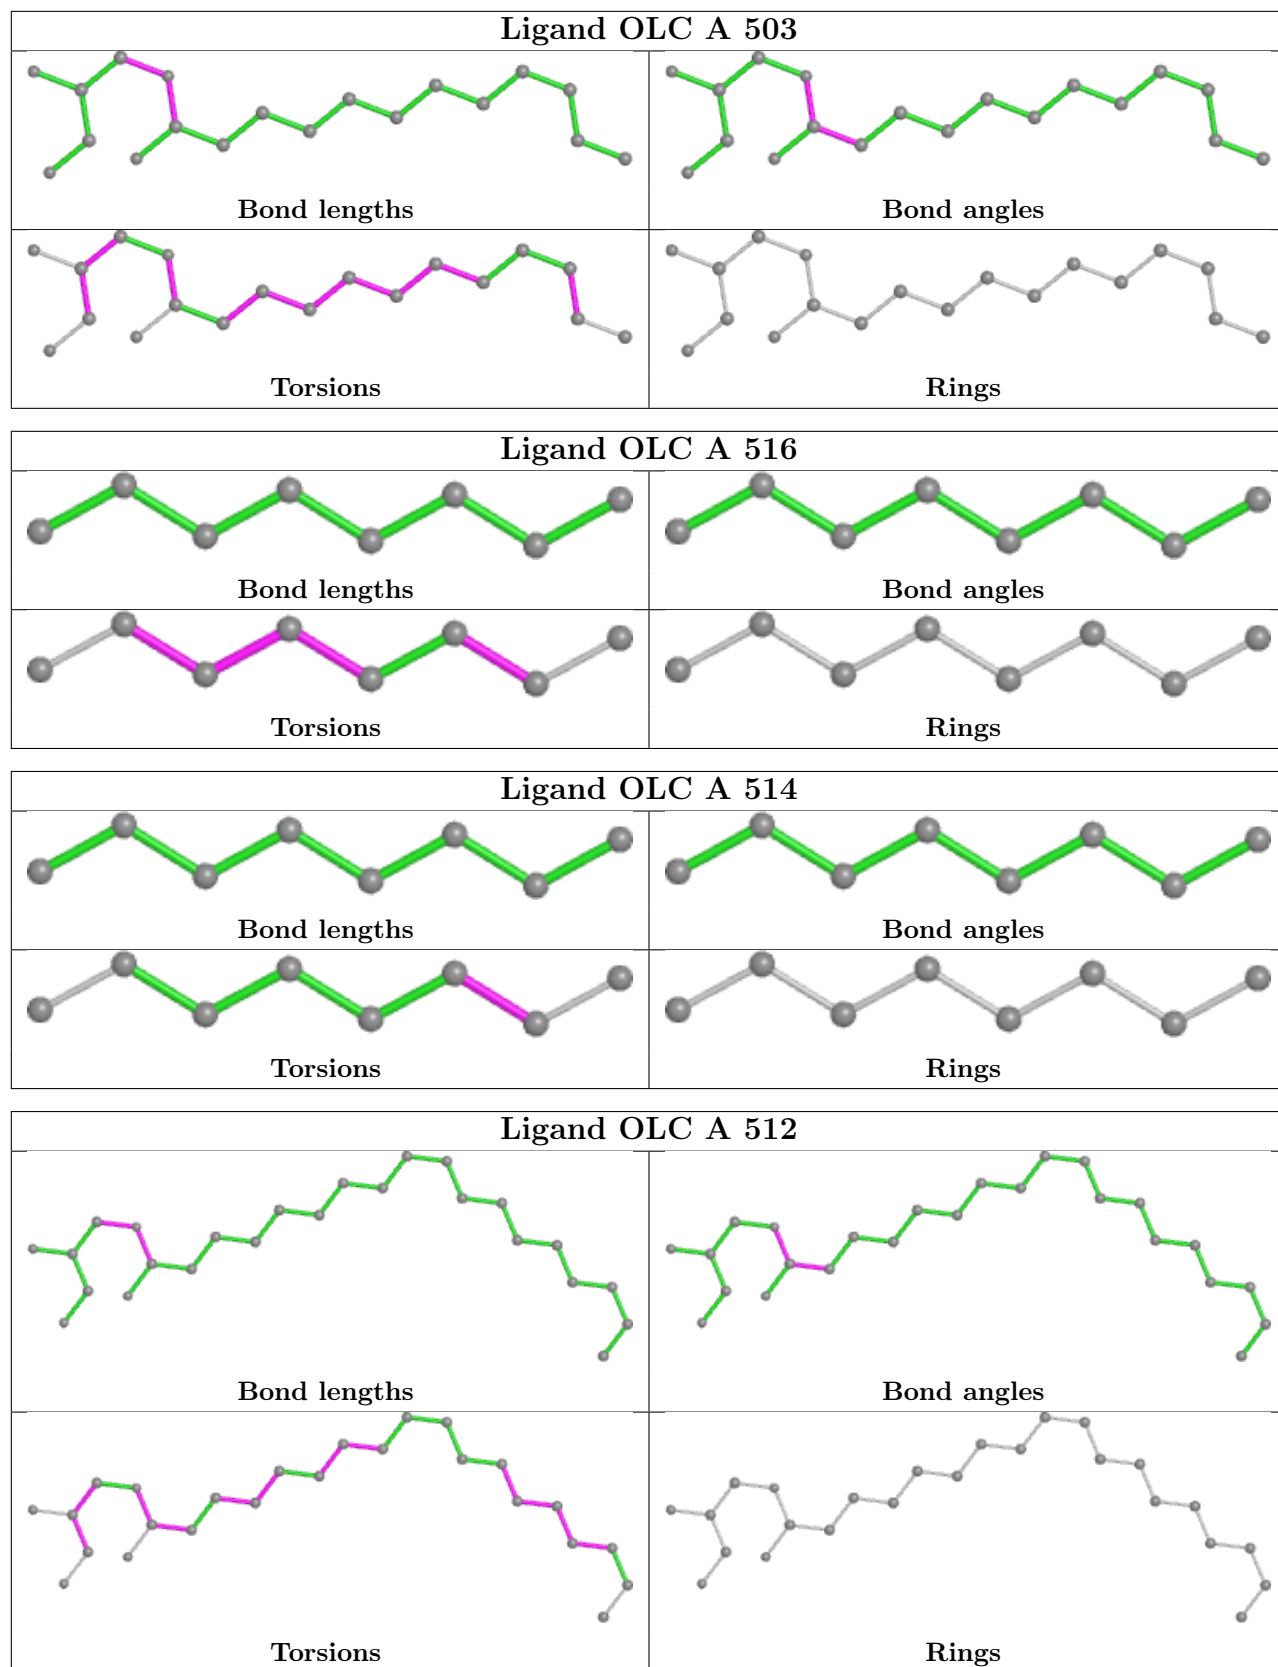 Ligand OLC A 503
Bond lengths
Bond angles
Torsions
Rings
Ligand OLC A 516
Bond lengths
Bond angles
Torsions
Rings
Ligand OLC A 514
Bond lengths
Bond angles
Torsions
Rings
Ligand OLC A 512
Bond lengths
Bond angles
Torsions
Rings